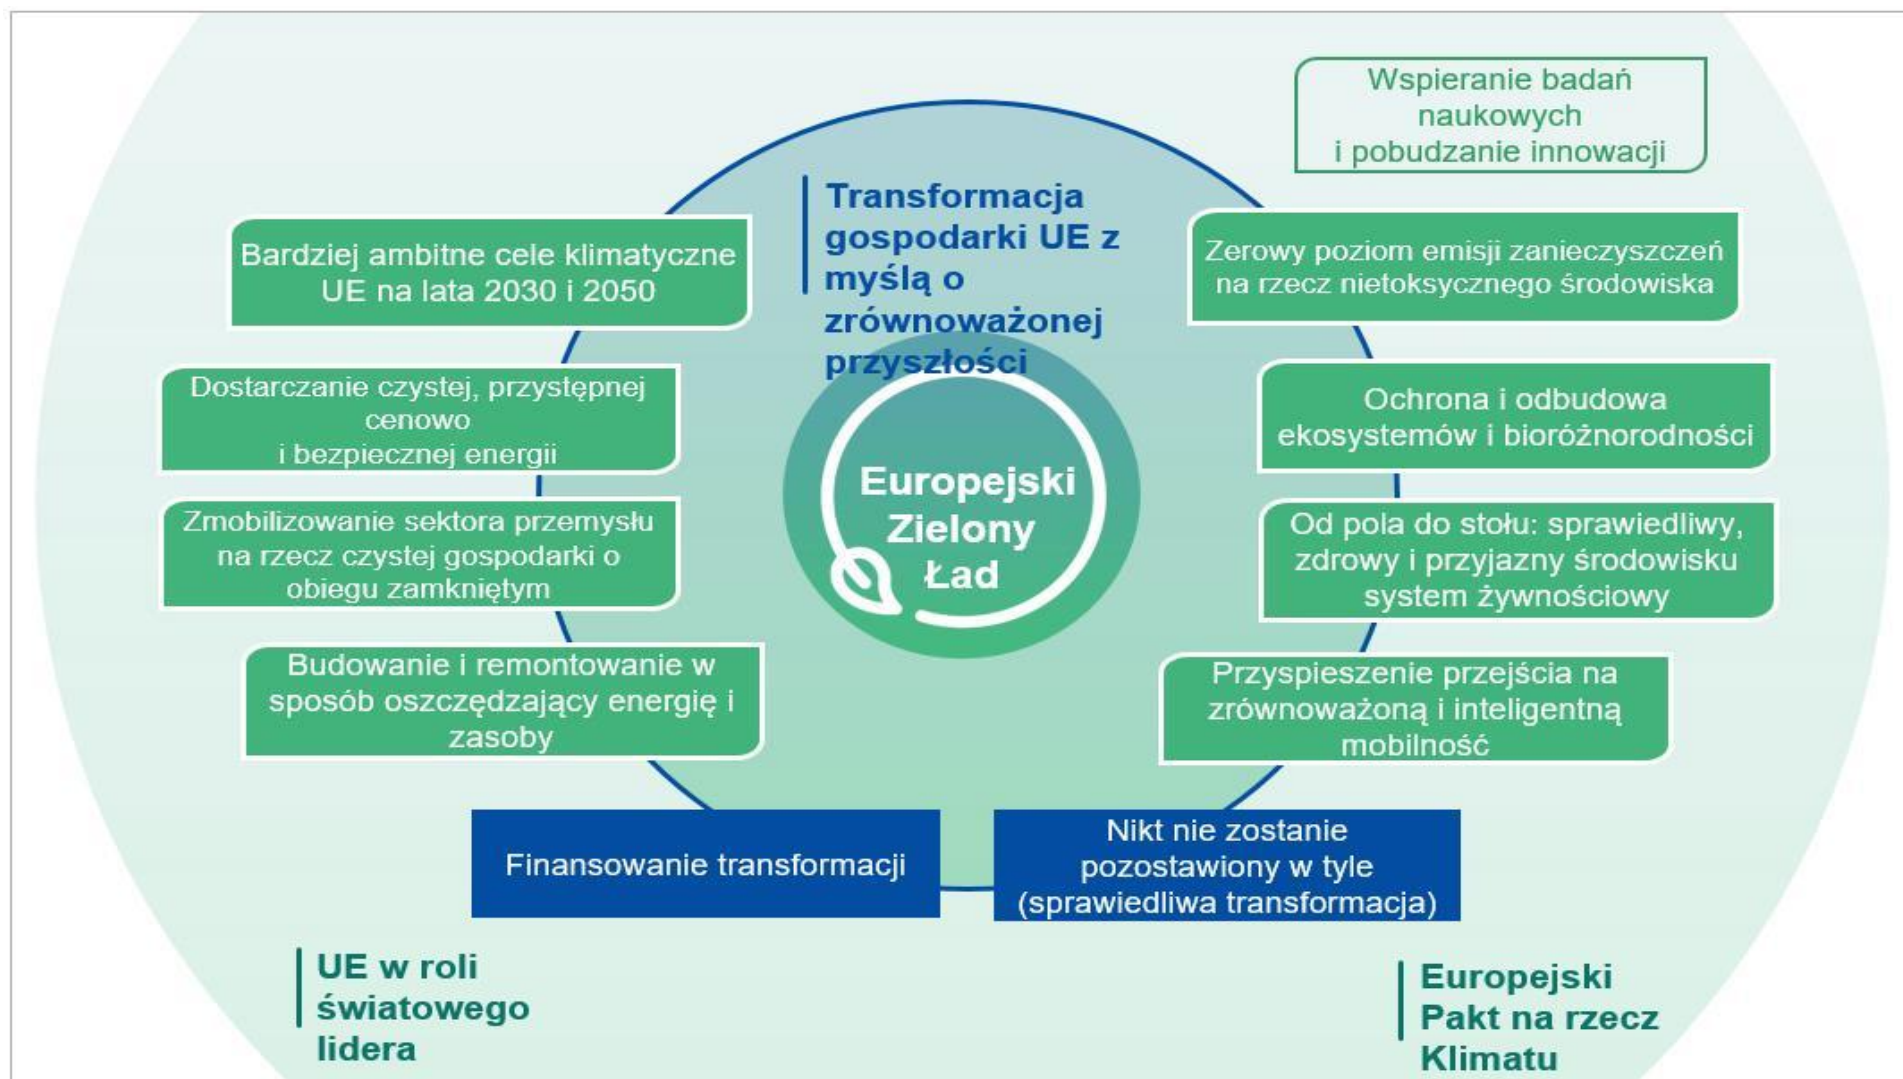 Wspieranie badań
naukowych
i pobudzanie innowacji
Transformacja
gospodarki UE z
myślą o
zrównoważonej
przyszłości
Bardziej ambitne cele klimatyczne
UE na lata 2030 i 2050
Zerowy poziom emisji zanieczyszczeń
na rzecz nietoksycznego środowiska
Dostarczanie czystej, przystępnej
cenowo
i bezpiecznej energii
Ochrona i odbudowa
ekosystemów i bioróżnorodności
Europejski
Zielony
Ład
Zmobilizowanie sektora przemysłu
na rzecz czystej gospodarki o
obiegu zamkniętym
Od pola do stołu: sprawiedliwy,
zdrowy i przyjazny środowisku
system żywnościowy
Budowanie i remontowanie w
sposób oszczędzający energię i
zasoby
Przyspieszenie przejścia na
zrównoważoną i inteligentną
mobilność
Finansowanie transformacji
Nikt nie zostanie
pozostawiony w tyle
(sprawiedliwa transformacja)
UE w roli
światowego
lidera
Europejski
Pakt na rzecz
Klimatu